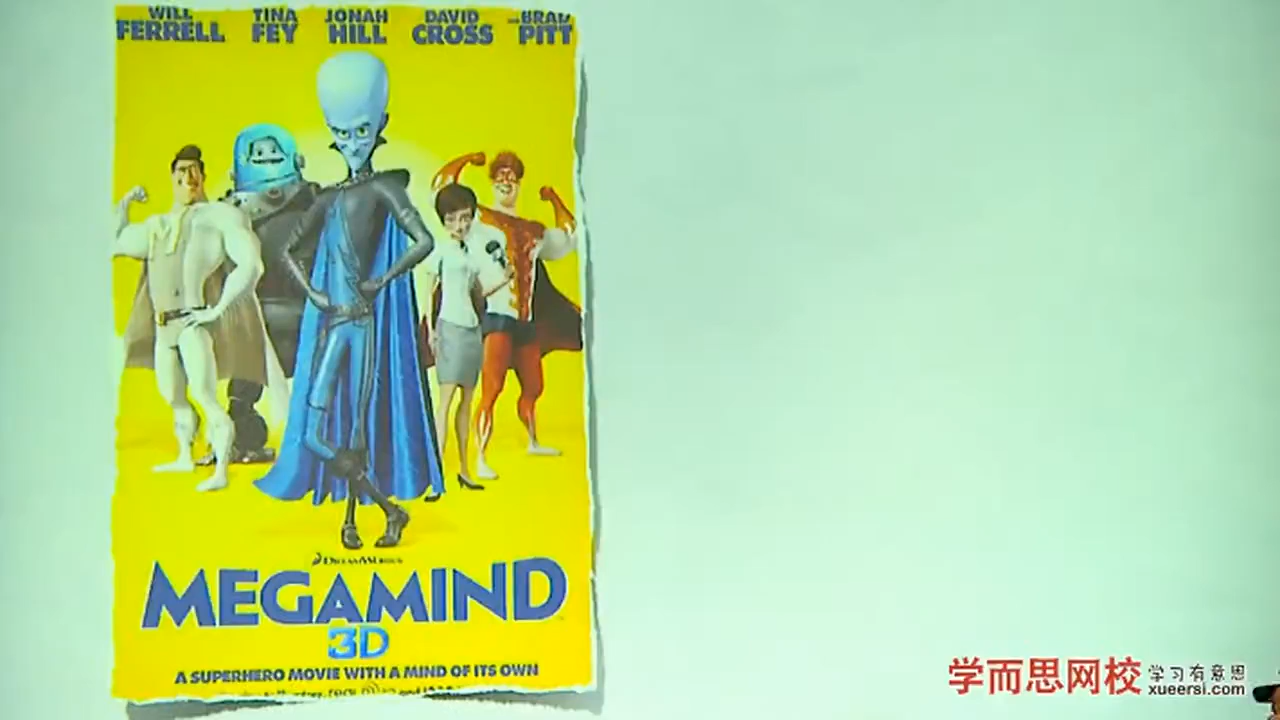 WILL FERRELL TINA FEY JONAH HILL DAVID CROSS BRAD PITT
DREAMWORKS
MEGAMIND
3D
A SUPERHERO MOVIE WITH A MIND OF ITS OWN
学而思网校 学习有意思
xueersi.com